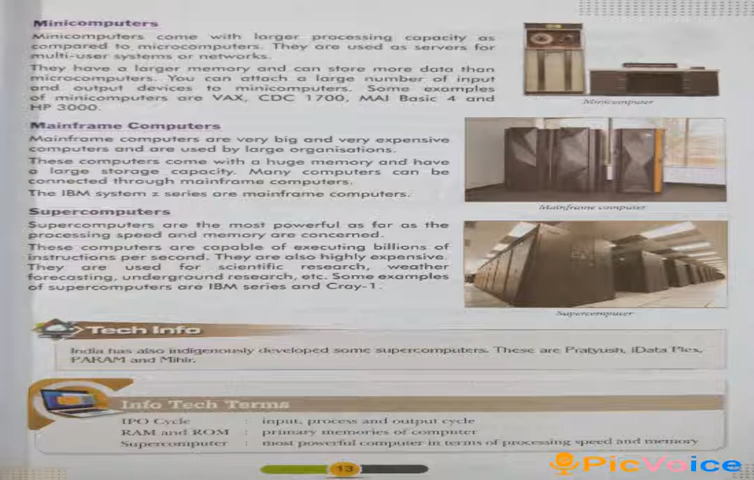 Minicomputers
Minicomputers come with larger processing capacity as
compared to microcomputers. They are used as servers for
multi-user systems or networks.
They have a larger memory and can store more data than
microcomputers. You can attach a large number of input
and output devices to minicomputers. Some examples
of minicomputers are VAX, CDC 1700, MAI Basic 4 and
HP 3000.
Minicomputer
Mainframe Computers
Mainframe computers are very big and very expensive
computers and are used by large organisations.
These computers come with a huge memory and have
a large storage capacity. Many computers can be
connected through mainframe computers.
The IBM system z series are mainframe computers.
Mainframe computer
Supercomputers
Supercomputers are the most powerful as far as the
processing speed and memory are concerned.
These computers are capable of executing billions of
instructions per second. They are also highly expensive.
They are used for scientific research, weather
forecasting, underground research, etc. Some examples
of supercomputers are IBM series and Cray-1.
Supercomputer
Tech Info
India has also indigenously developed some supercomputers. These are Pratyush, iData Plex,
PARAM and Mihir.
Info Tech Terms
IPO Cycle : input, process and output cycle
RAM and ROM : primary memories of computer
Supercomputer : most powerful computer in terms of processing speed and memory
13
PicVoice